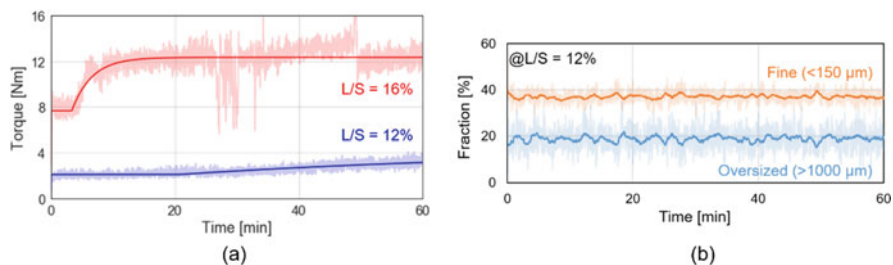 16
12
8
4
0
Torque [Nm]
L/S = 16%
L/S = 12%
0
20
40
60
Time [min]
(a)
60
40
20
0
Fraction [%]
@L/S = 12%
Fine (<150 µm)
Oversized (>1000 µm)
0
20
40
60
Time [min]
(b)